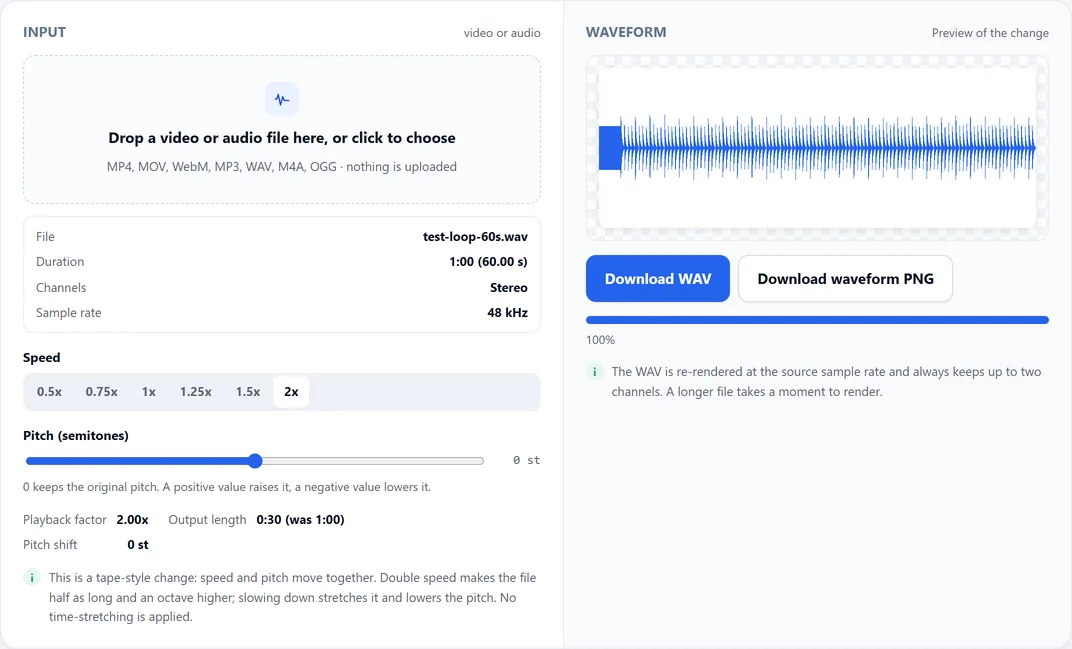 INPUT
video or audio
Drop a video or audio file here, or click to choose
MP4, MOV, WebM, MP3, WAV, M4A, OGG · nothing is uploaded
File test-loop-60s.wav
Duration 1:00 (60.00 s)
Channels Stereo
Sample rate 48 kHz
Speed
0.5x 0.75x 1x 1.25x 1.5x 2x
Pitch (semitones)
0 st
0 keeps the original pitch. A positive value raises it, a negative value lowers it.
Playback factor 2.00x Output length 0:30 (was 1:00)
Pitch shift 0 st
i This is a tape-style change: speed and pitch move together. Double speed makes the file
half as long and an octave higher; slowing down stretches it and lowers the pitch. No
time-stretching is applied.
WAVEFORM
Preview of the change
Download WAV
Download waveform PNG
100%
i The WAV is re-rendered at the source sample rate and always keeps up to two
channels. A longer file takes a moment to render.